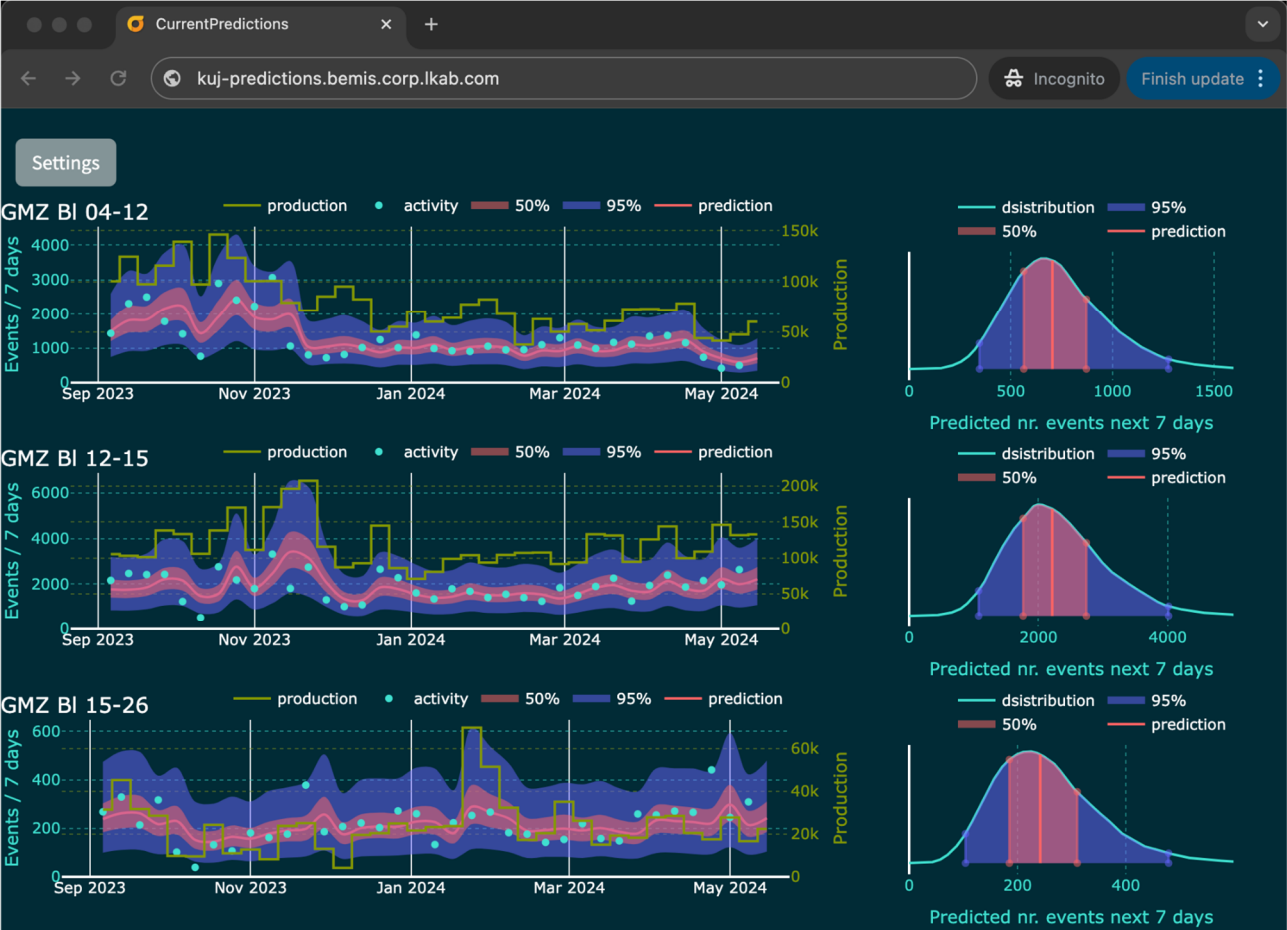 CurrentPredictions
kuj-predictions.bemis.corp.lkab.com
Incognito
Finish update
Settings
GMZ Bl 04-12
production activity 50% 95% prediction
Events / 7 days
4000
3000
2000
1000
0
150k
100k
50k
0
Production
Sep 2023 Nov 2023 Jan 2024 Mar 2024 May 2024
dsistribution 95%
50% prediction
0 500 1000 1500
Predicted nr. events next 7 days
GMZ Bl 12-15
production activity 50% 95% prediction
Events / 7 days
6000
4000
2000
0
200k
150k
100k
50k
0
Production
Sep 2023 Nov 2023 Jan 2024 Mar 2024 May 2024
dsistribution 95%
50% prediction
0 2000 4000
Predicted nr. events next 7 days
GMZ Bl 15-26
production activity 50% 95% prediction
Events / 7 days
600
400
200
0
60k
40k
20k
0
Production
Sep 2023 Nov 2023 Jan 2024 Mar 2024 May 2024
dsistribution 95%
50% prediction
0 200 400
Predicted nr. events next 7 days